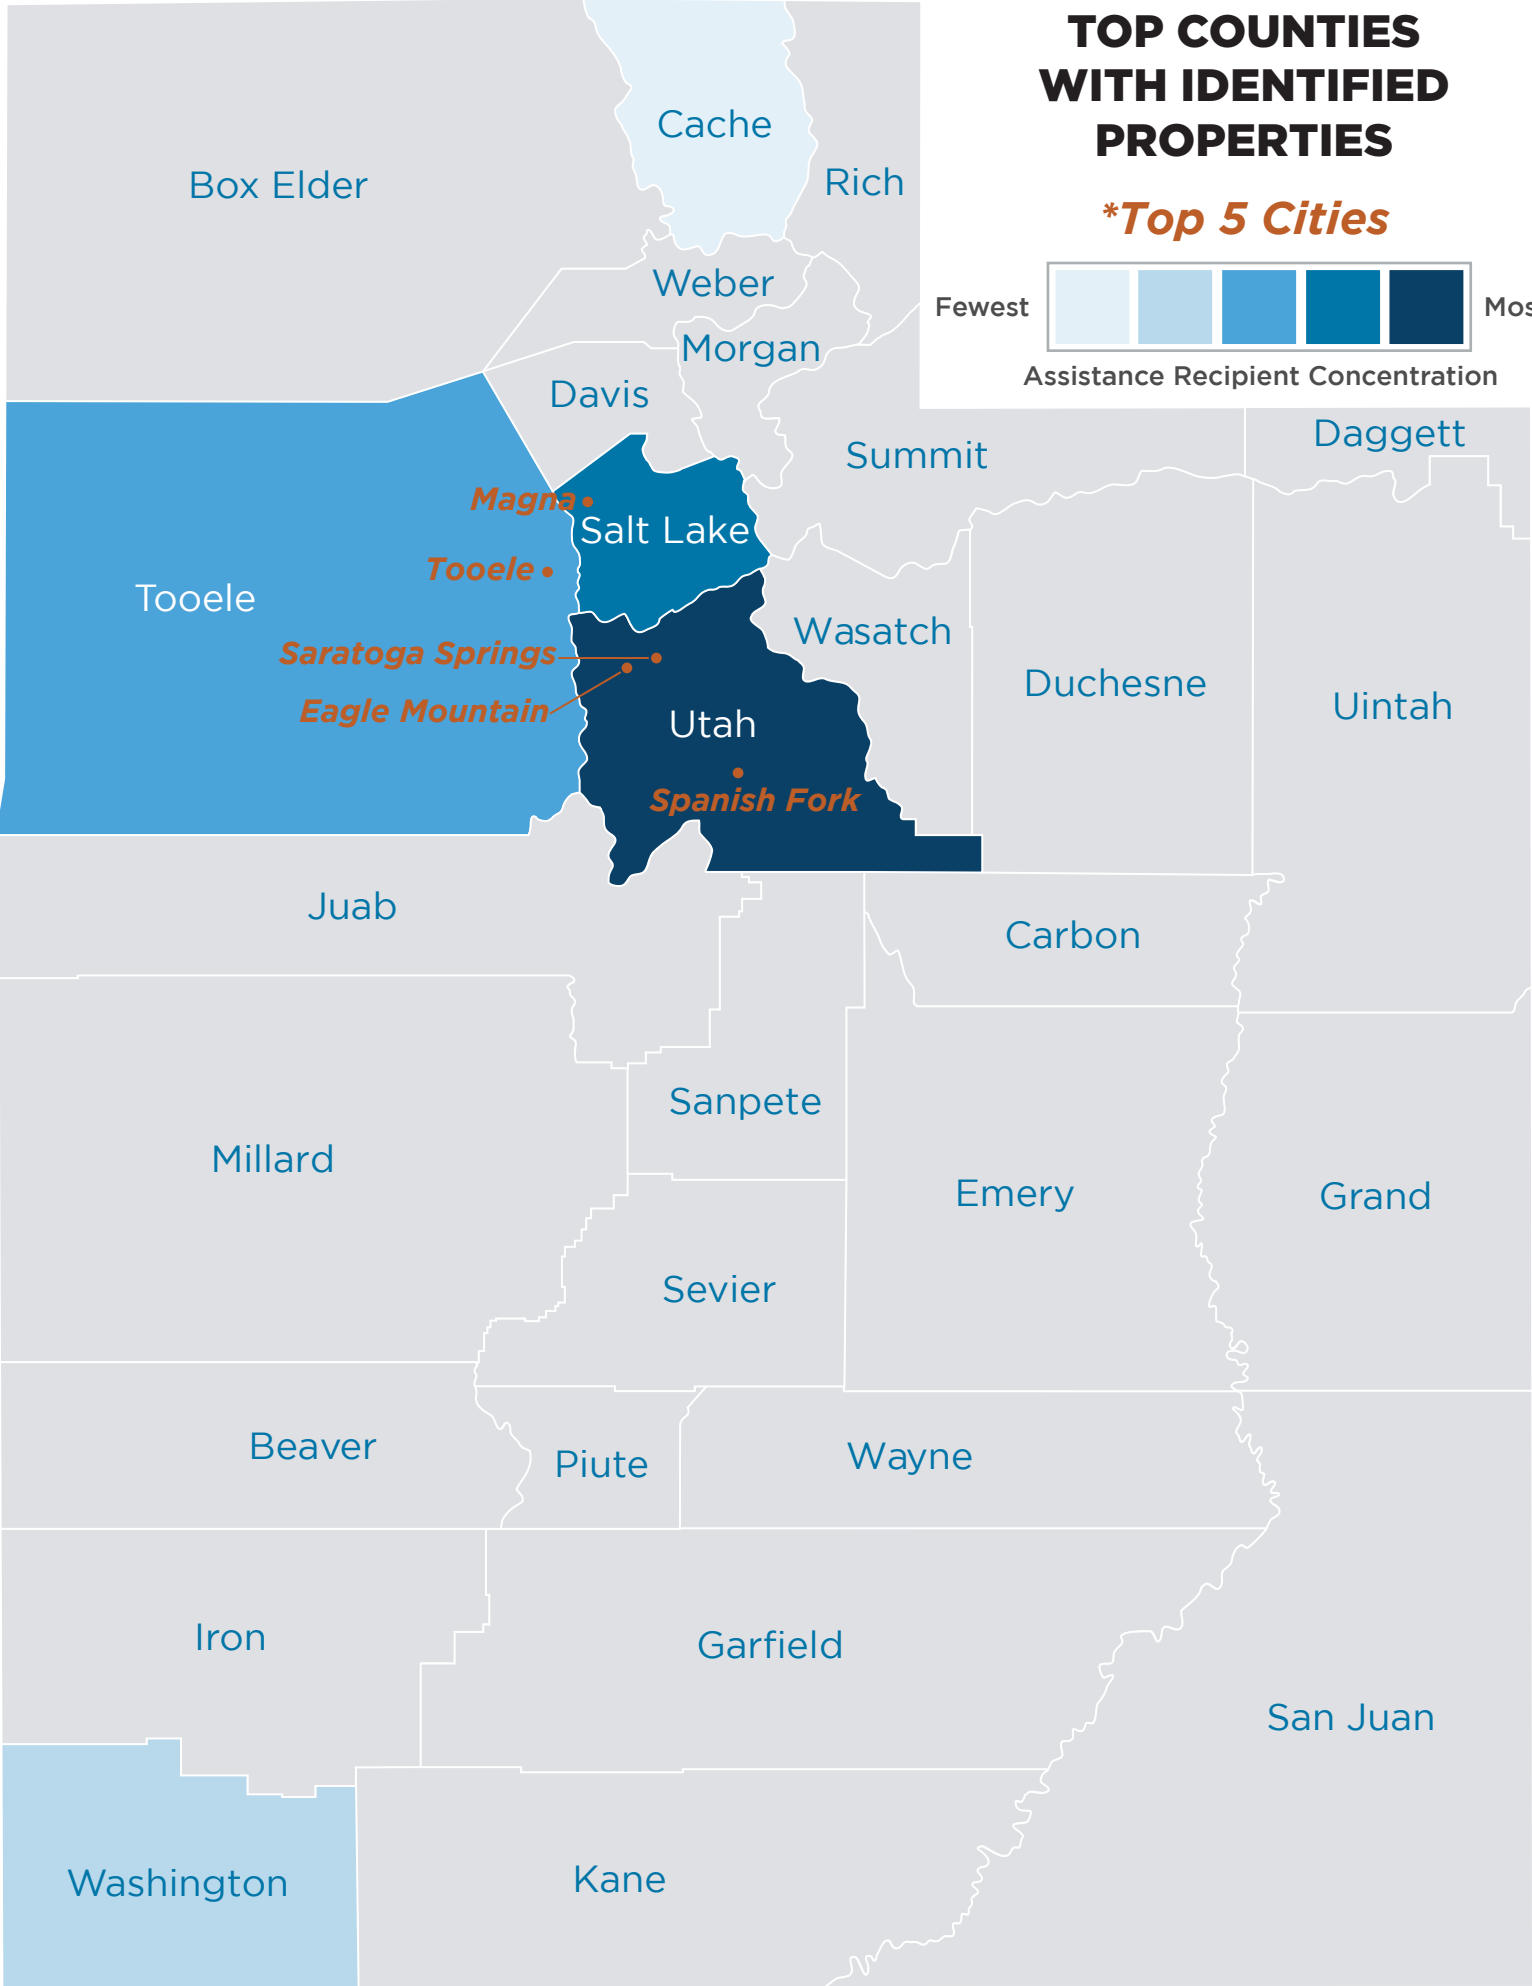 TOP COUNTIES
WITH IDENTIFIED
PROPERTIES
*Top 5 Cities
Fewest
Mos
Assistance Recipient Concentration
Cache
Rich
Box Elder
Weber
Morgan
Davis
Daggett
Summit
Magna
Salt Lake
Tooele
Tooele
Wasatch
Saratoga Springs
Duchesne
Uintah
Eagle Mountain
Utah
Spanish Fork
Juab
Carbon
Sanpete
Millard
Emery
Grand
Sevier
Beaver
Piute
Wayne
Iron
Garfield
San Juan
Washington
Kane